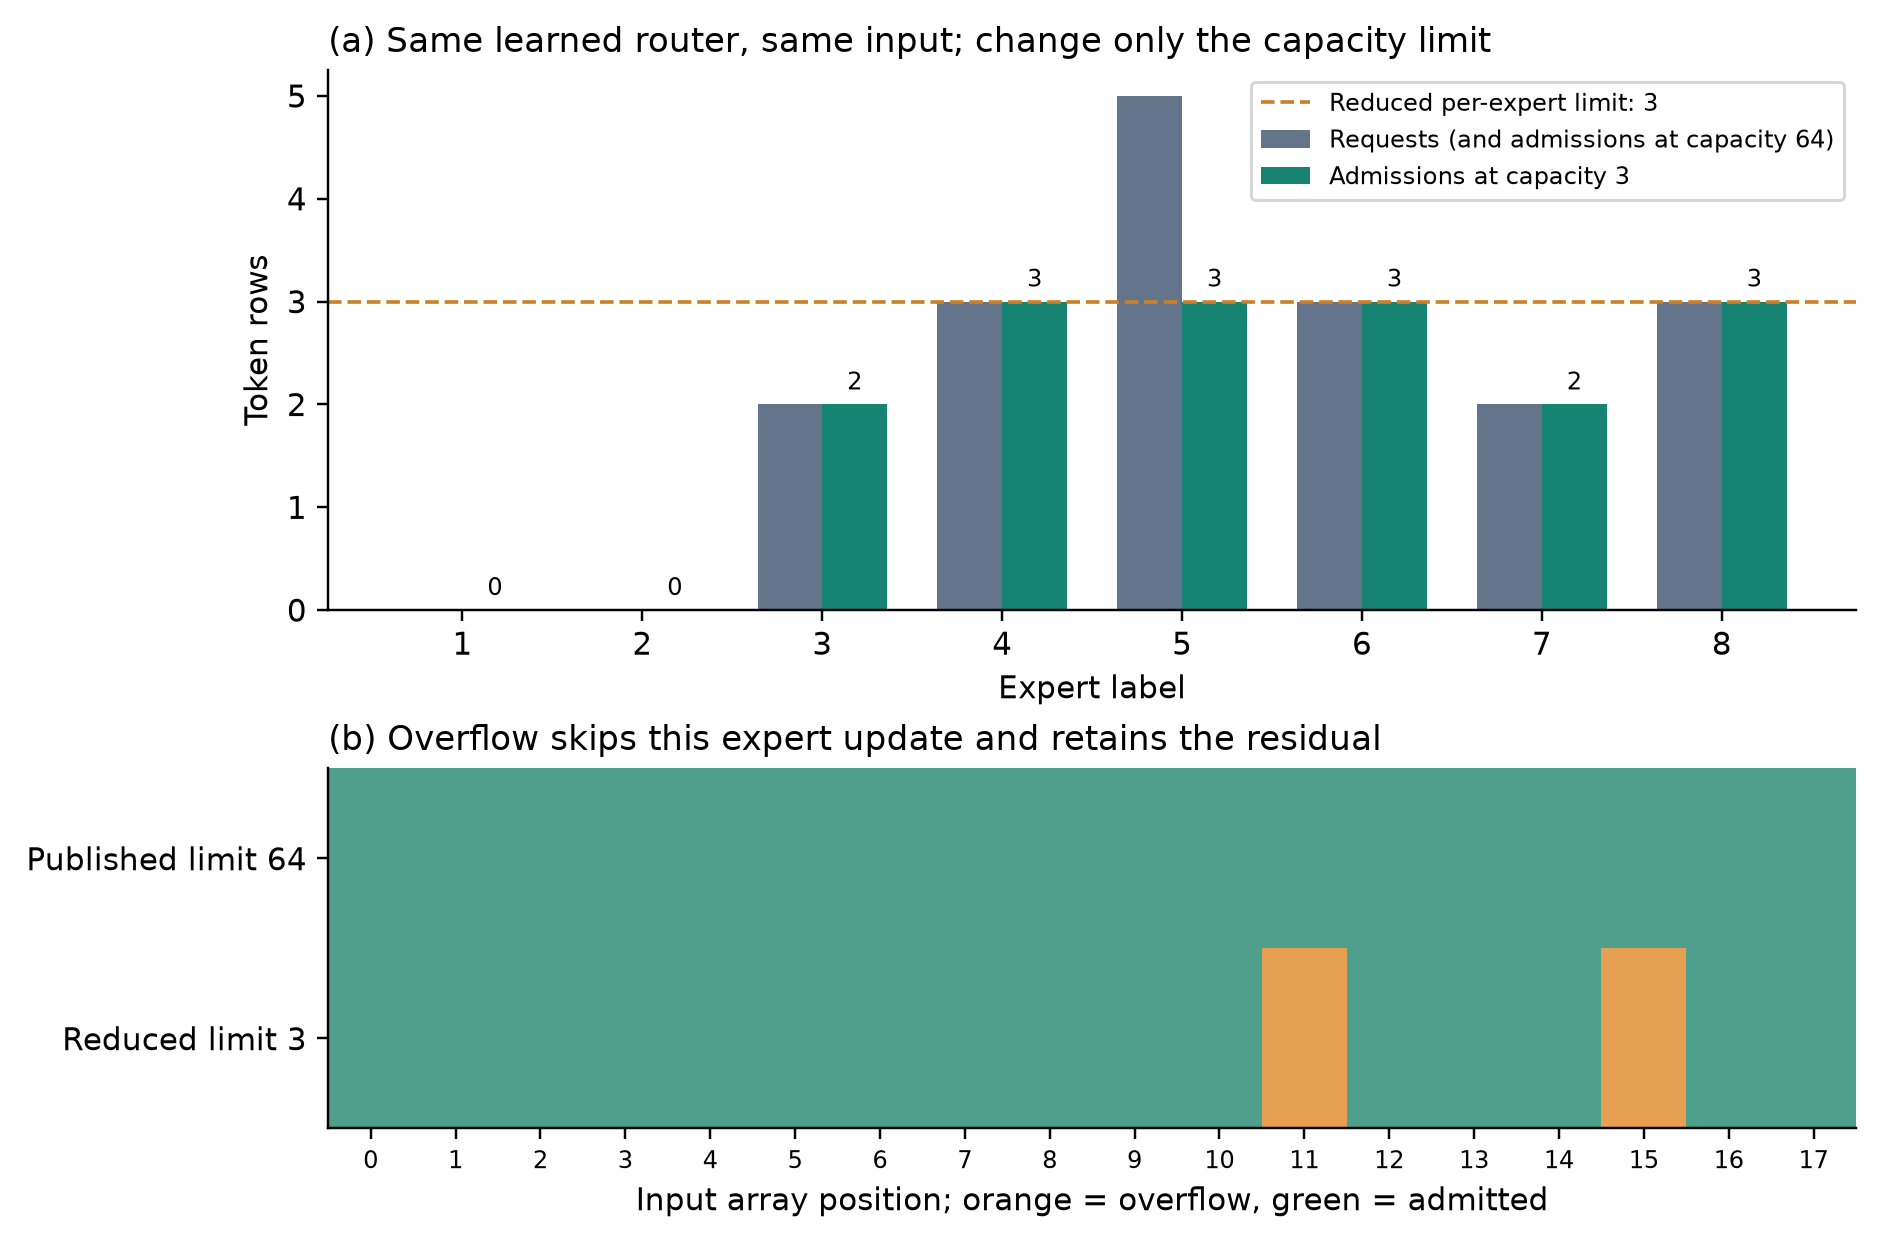 (a) Same learned router, same input; change only the capacity limit
Reduced per-expert limit: 3
Requests (and admissions at capacity 64)
Admissions at capacity 3
Token rows
5
4
3
2
1
0
0 0 2 3 3 3 2 3
1 2 3 4 5 6 7 8
Expert label
(b) Overflow skips this expert update and retains the residual
Published limit 64
Reduced limit 3
0 1 2 3 4 5 6 7 8 9 10 11 12 13 14 15 16 17
Input array position; orange = overflow, green = admitted